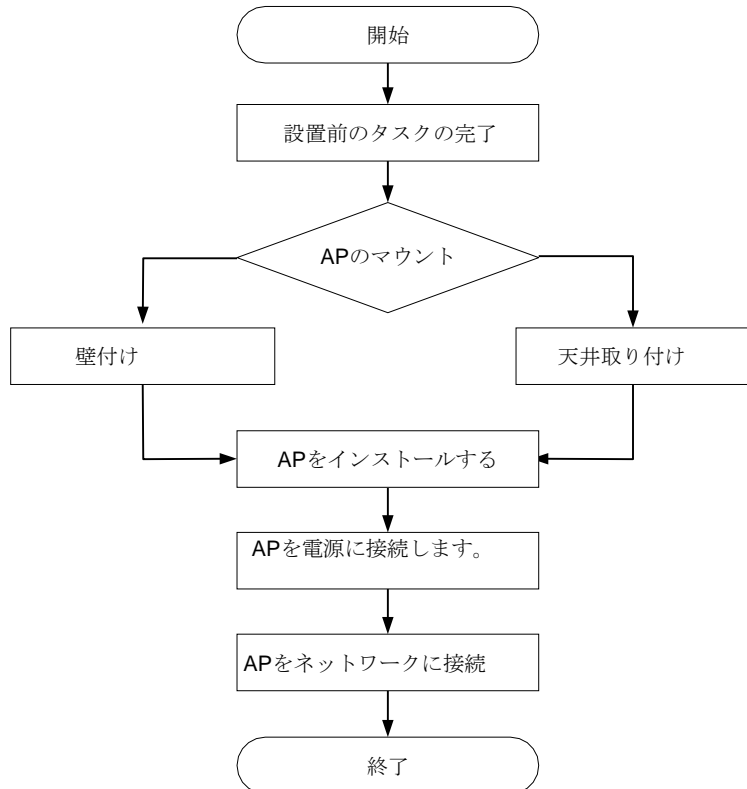 開始
設置前のタスクの完了
APのマウント
壁付け
天井取り付け
APをインストールする
APを電源に接続します。
APをネットワークに接続
終了